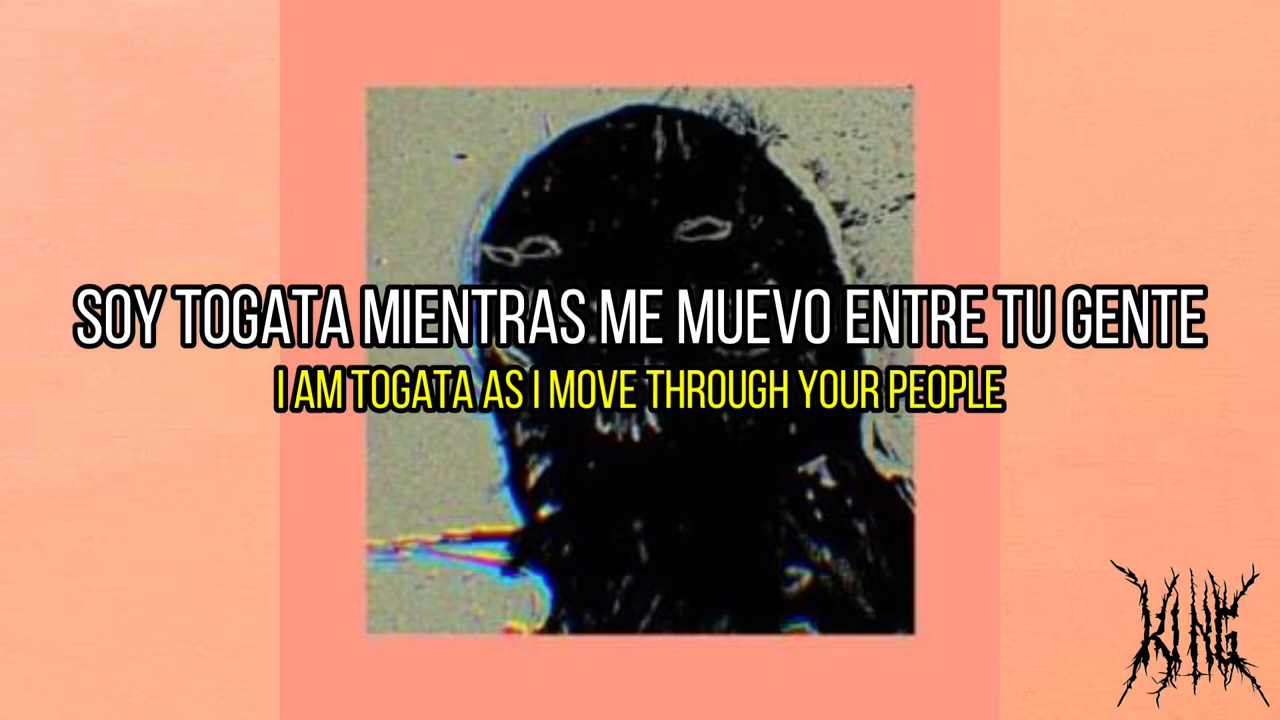 SOY TOGATA MIENTRAS ME MUEVO ENTRE TU GENTE
I AM TOGATA AS I MOVE THROUGH YOUR PEOPLE
KING